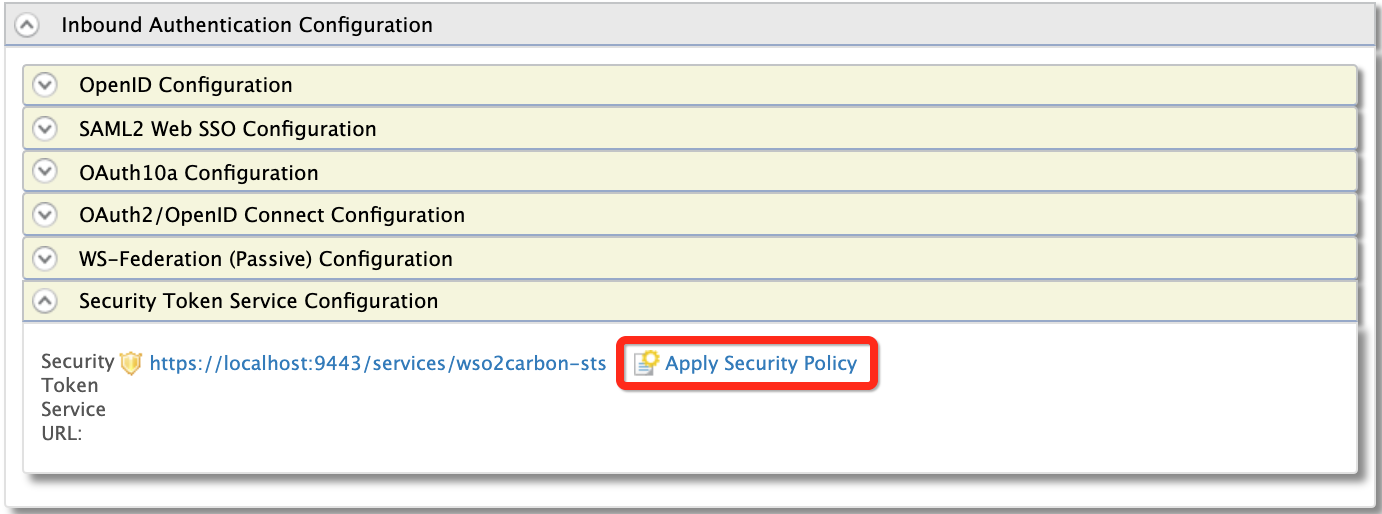 Inbound Authentication Configuration
OpenID Configuration
SAML2 Web SSO Configuration
OAuth10a Configuration
OAuth2/OpenID Connect Configuration
WS-Federation (Passive) Configuration
Security Token Service Configuration
Security https://localhost:9443/services/wso2carbon-sts Apply Security Policy
Token
Service
URL: